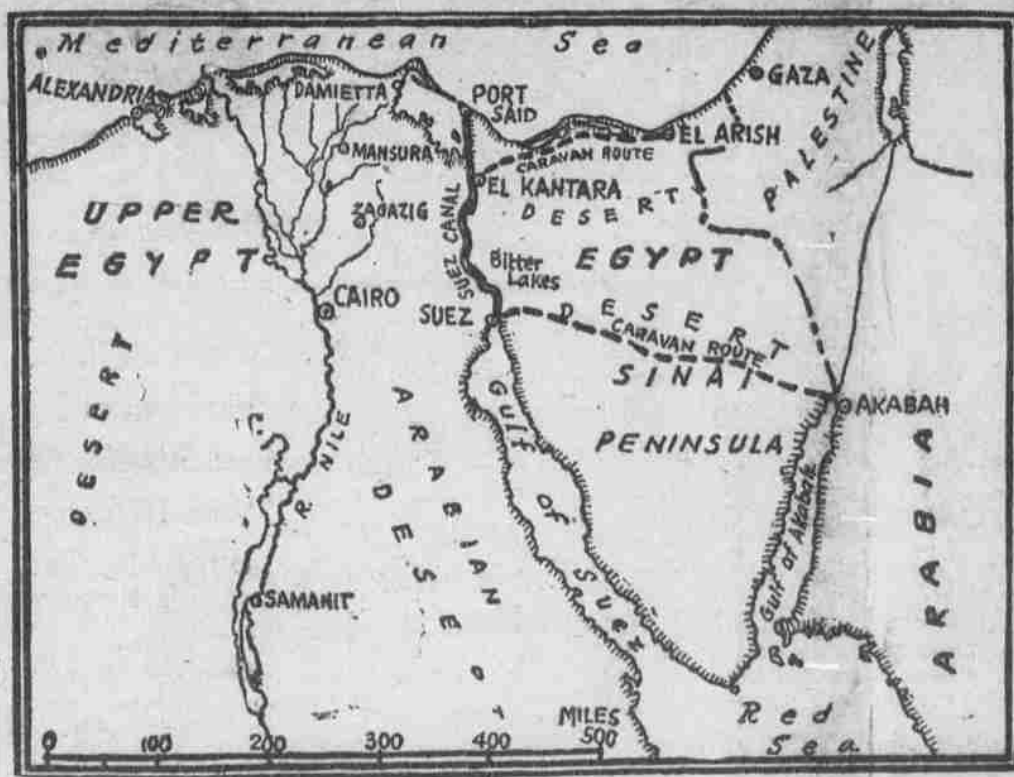 Mediterranean Sea
ALEXANDRIA
DAMIETTA
PORT
SAID
GAZA
PALESTINE
MANSURA
EL ARISH
CARAVAN ROUTE
EL KANTARA
DESERT
ZAGAZIG
SUEZ CANAL
UPPER
EGYPT
EGYPT
Bitter
Lakes
CAIRO
SUEZ
DESERT
CARAVAN ROUTE
SINAI
PENINSULA
AKABAH
DESERT
R. NILE
ARABIAN
DESERT
Gulf of Suez
Gulf of Akabah
ARABIA
SAMANIT
Red
Sea
MILES
0 100 200 300 400 500